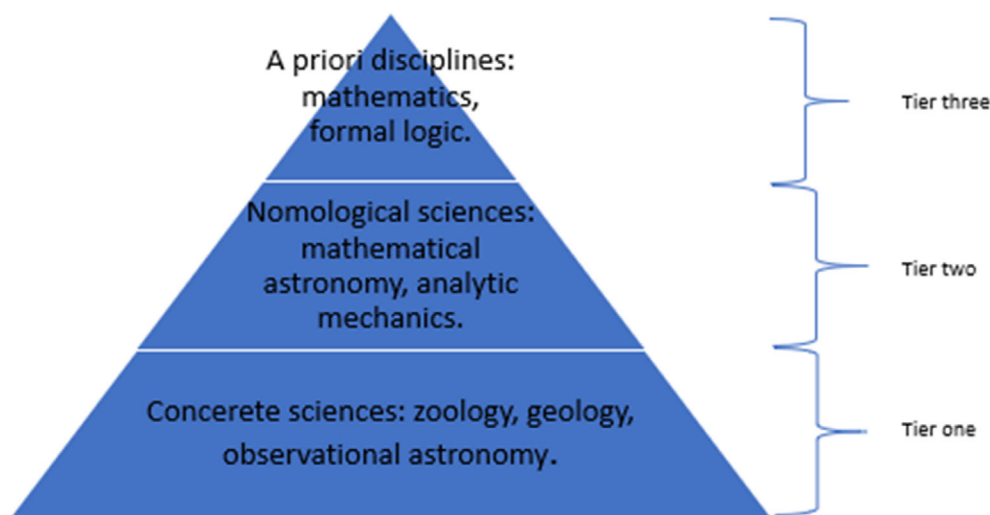 A priori disciplines:
mathematics,
formal logic.
Tier three
Nomological sciences:
mathematical
astronomy, analytic
mechanics.
Tier two
Concerete sciences: zoology, geology,
observational astronomy.
Tier one